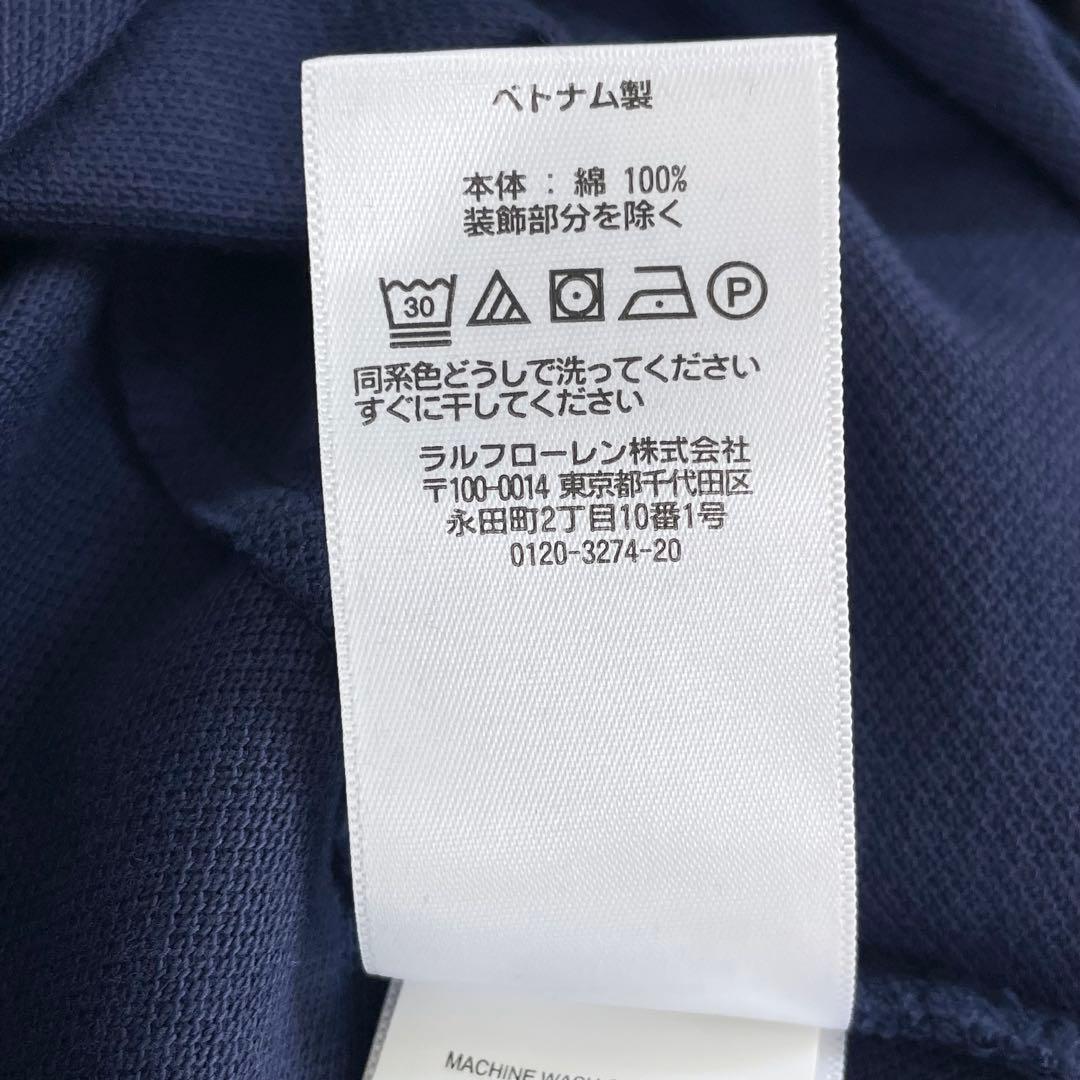 ベトナム製
本体 : 綿 100%
装飾部分を除く
30 P
同系色どうしで洗ってください
すぐに干してください
ラルフローレン株式会社
〒100-0014 東京都千代田区
永田町2丁目10番1号
0120-3274-20
MACHINE WASH